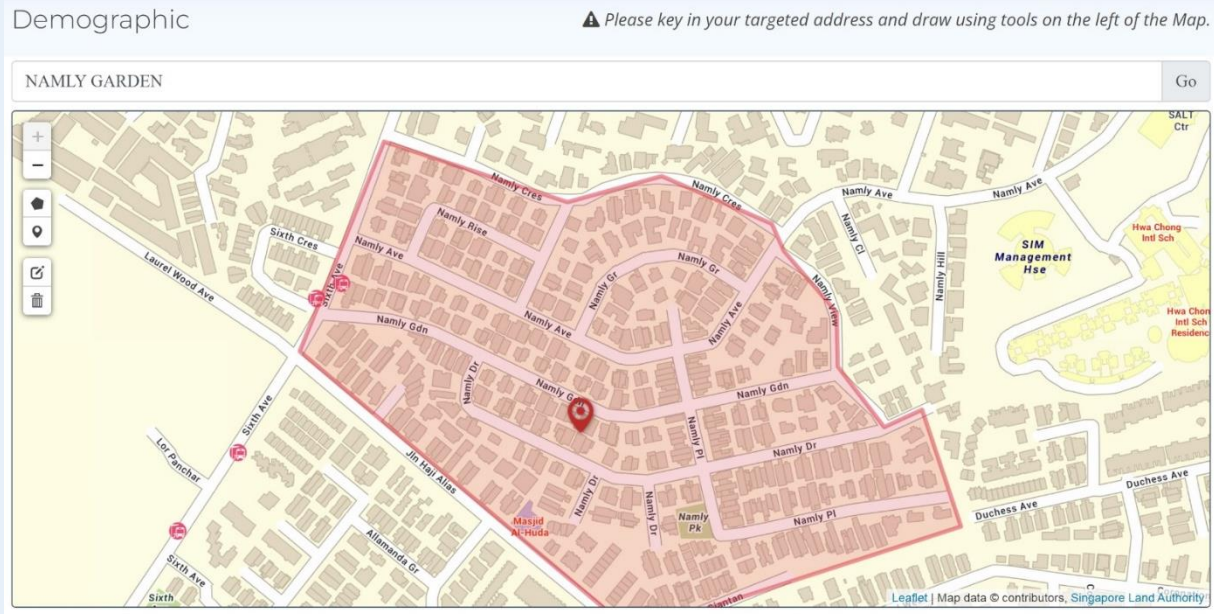 Demographic
⚠ Please key in your targeted address and draw using tools on the left of the Map.
NAMLY GARDEN
Go
+
−
SALT
Ctr
Namly Cres
Namly Cres
Namly Ave
Namly Ave
Namly Rise
Namly Cl
Sixth Cres
Namly Ave
Sixth Ave
Laurel Wood Ave
Namly Gr
Namly Gr
SIM
Management
Hse
Hwa Chong
Intl Sch
Namly Hill
Namly View
Hwa Chon
Intl Sch
Residenc
Namly Gdn
Namly Ave
Namly Ave
Namly Dr
Namly G
Namly Gdn
Sixth Ave
Namly Pl
Lor Panchar
Jln Haji Alias
Namly Dr
Namly Dr
Namly Dr
Duchess Ave
Duchess Ave
Masjid
Al-Huda
Namly
Pk
Namly Pl
Allamanda Gr
Sixth Ave
Sixth
Siantan
Leaflet | Map data © contributors, Singapore Land Authority